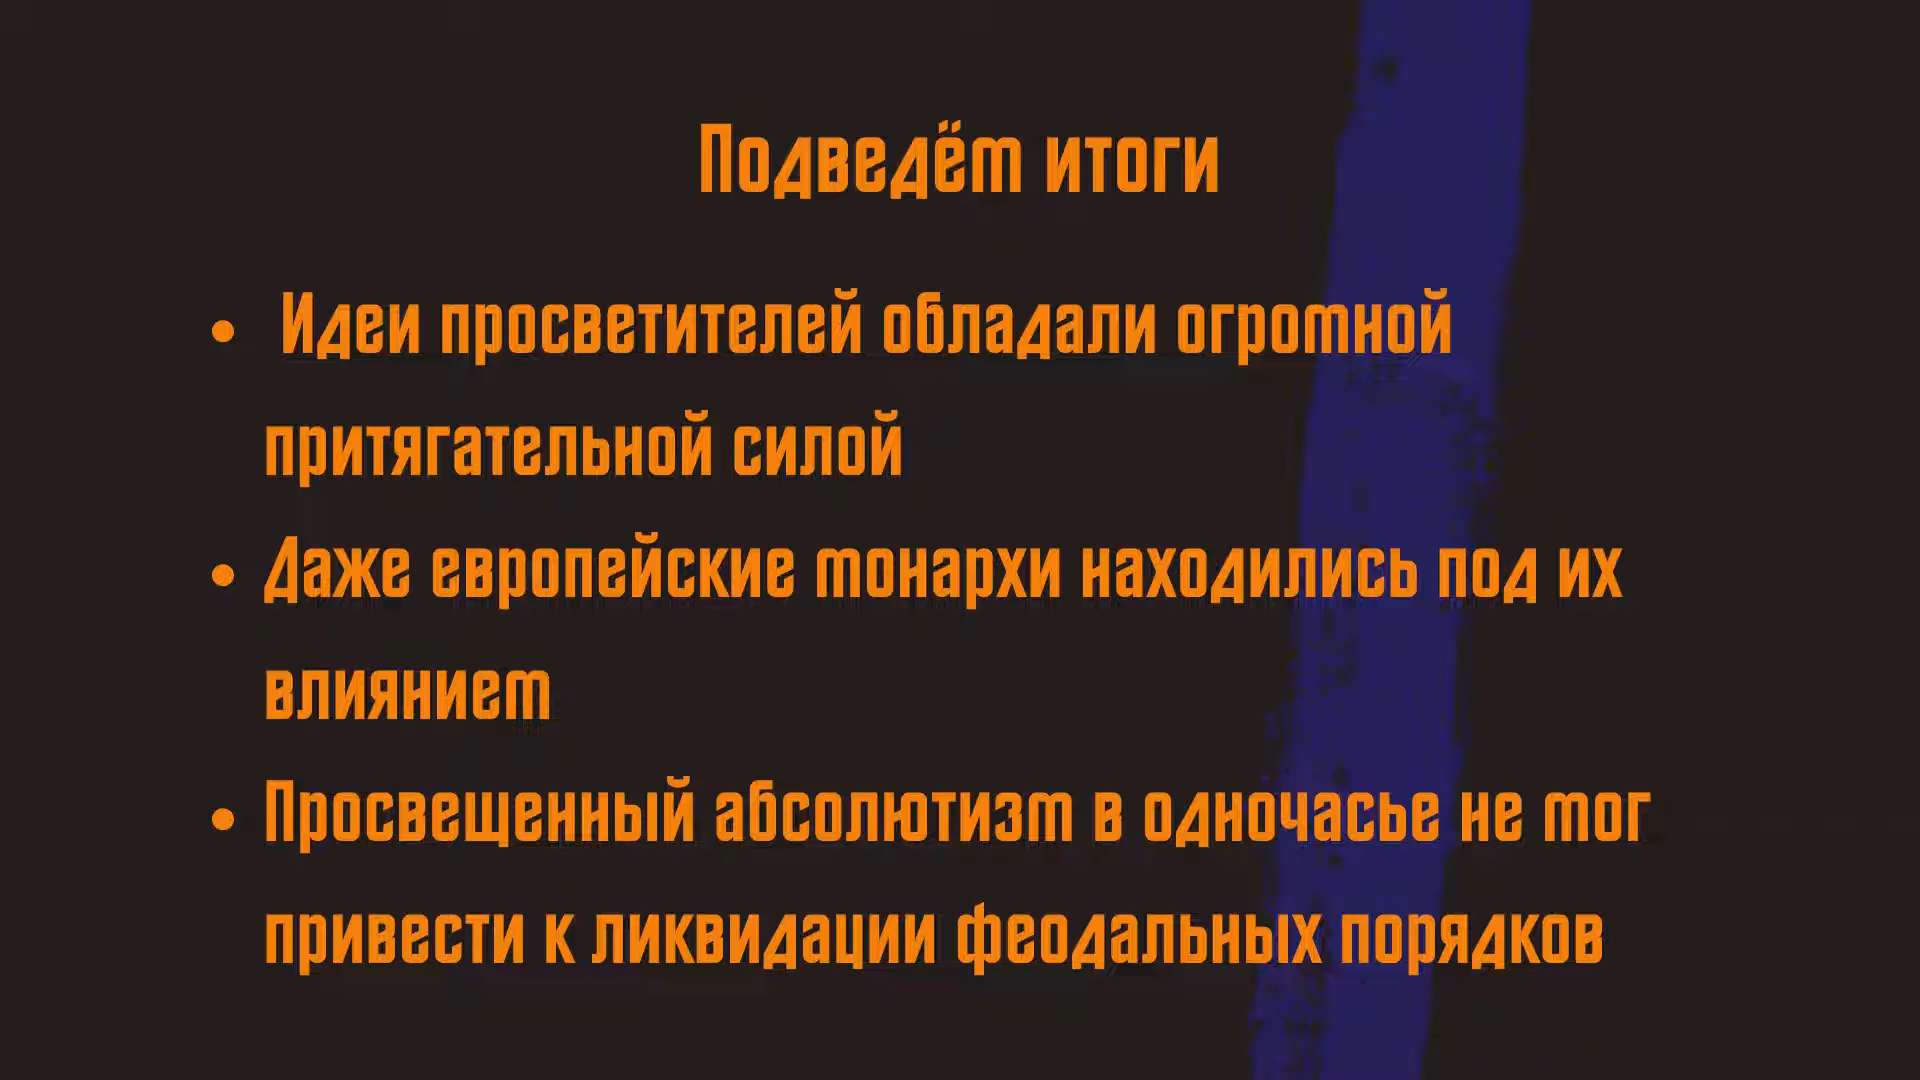 Подведём итоги
• Идеи просветителей обладали огромной
притягательной силой
• Даже европейские монархи находились под их
влиянием
• Просвещенный абсолютизм в одночасье не мог
привести к ликвидации феодальных порядков